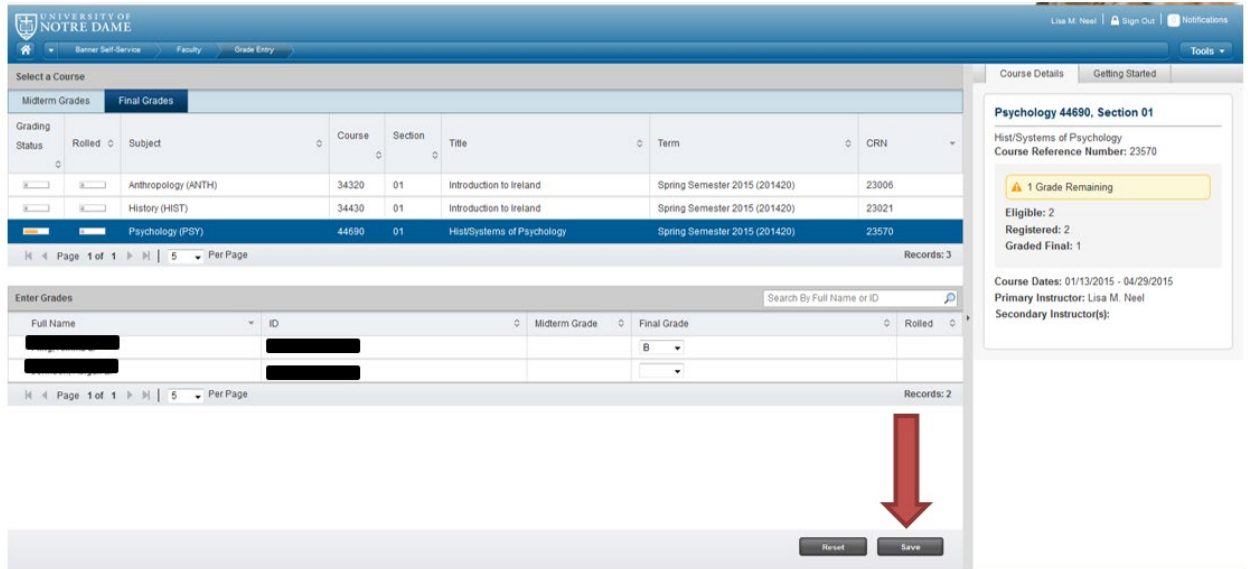 UNIVERSITY OF
NOTRE DAME
Lisa M. Neel | Sign Out | Notifications
Banner Self-Service Faculty Grade Entry
Tools
Select a Course
Course Details Getting Started
Midterm Grades Final Grades
Grading Status Rolled Subject Course Section Title Term CRN
Anthropology (ANTH) 34320 01 Introduction to Ireland Spring Semester 2015 (201420) 23006
History (HIST) 34430 01 Introduction to Ireland Spring Semester 2015 (201420) 23021
Psychology (PSY) 44690 01 Hist/Systems of Psychology Spring Semester 2015 (201420) 23570
Page 1 of 1 | 5 Per Page Records: 3
Enter Grades Search By Full Name or ID
Full Name ID Midterm Grade Final Grade Rolled
B
Page 1 of 1 | 5 Per Page Records: 2
Reset Save
Psychology 44690, Section 01
Hist/Systems of Psychology
Course Reference Number: 23570
1 Grade Remaining
Eligible: 2
Registered: 2
Graded Final: 1
Course Dates: 01/13/2015 - 04/29/2015
Primary Instructor: Lisa M. Neel
Secondary Instructor(s):